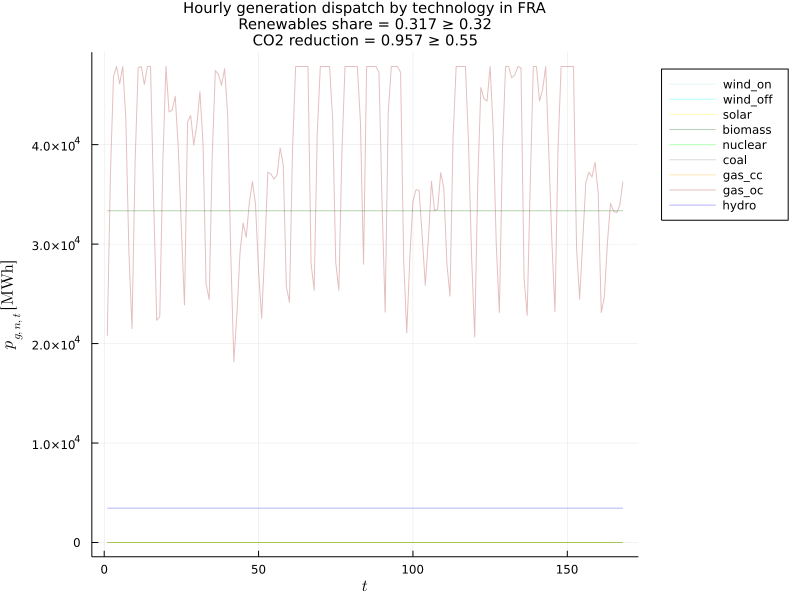 Hourly generation dispatch by technology in FRA
Renewables share = 0.317 ≥ 0.32
CO2 reduction = 0.957 ≥ 0.55
wind_on
wind_off
solar
biomass
nuclear
coal
gas_cc
gas_oc
hydro
p_{g,n,t} [MWh]
4.0×10⁴
3.0×10⁴
2.0×10⁴
1.0×10⁴
0
0 50 100 150
t